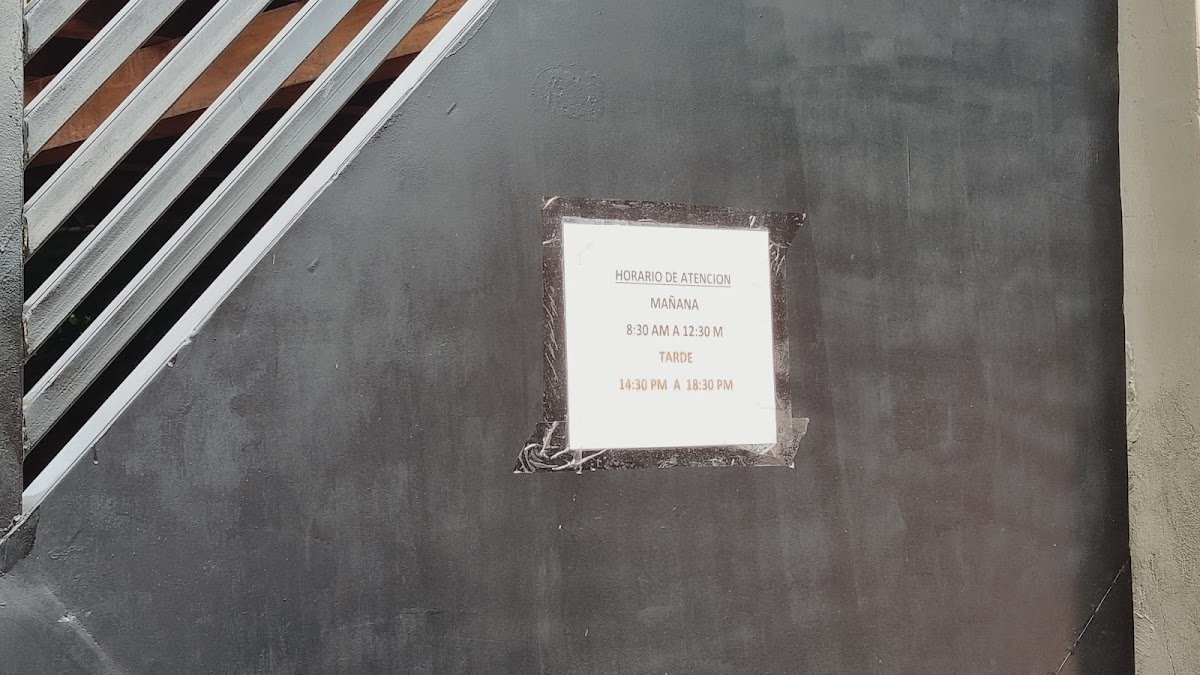 HORARIO DE ATENCION
MAÑANA
8:30 AM A 12:30 M
TARDE
14:30 PM A 18:30 PM